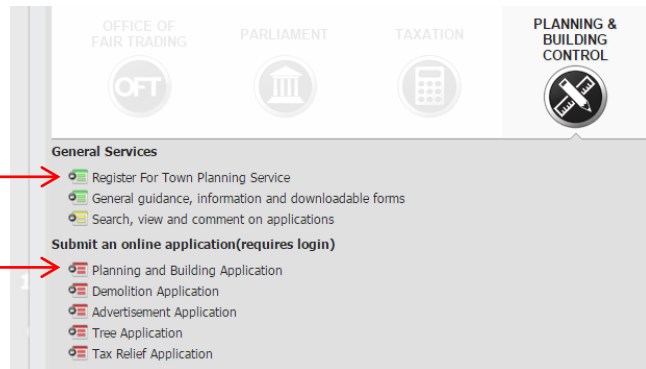 OFFICE OF
FAIR TRADING
OFT
PARLIAMENT
TAXATION
PLANNING &
BUILDING
CONTROL
General Services
Register For Town Planning Service
General guidance, information and downloadable forms
Search, view and comment on applications
Submit an online application(requires login)
Planning and Building Application
Demolition Application
Advertisement Application
Tree Application
Tax Relief Application